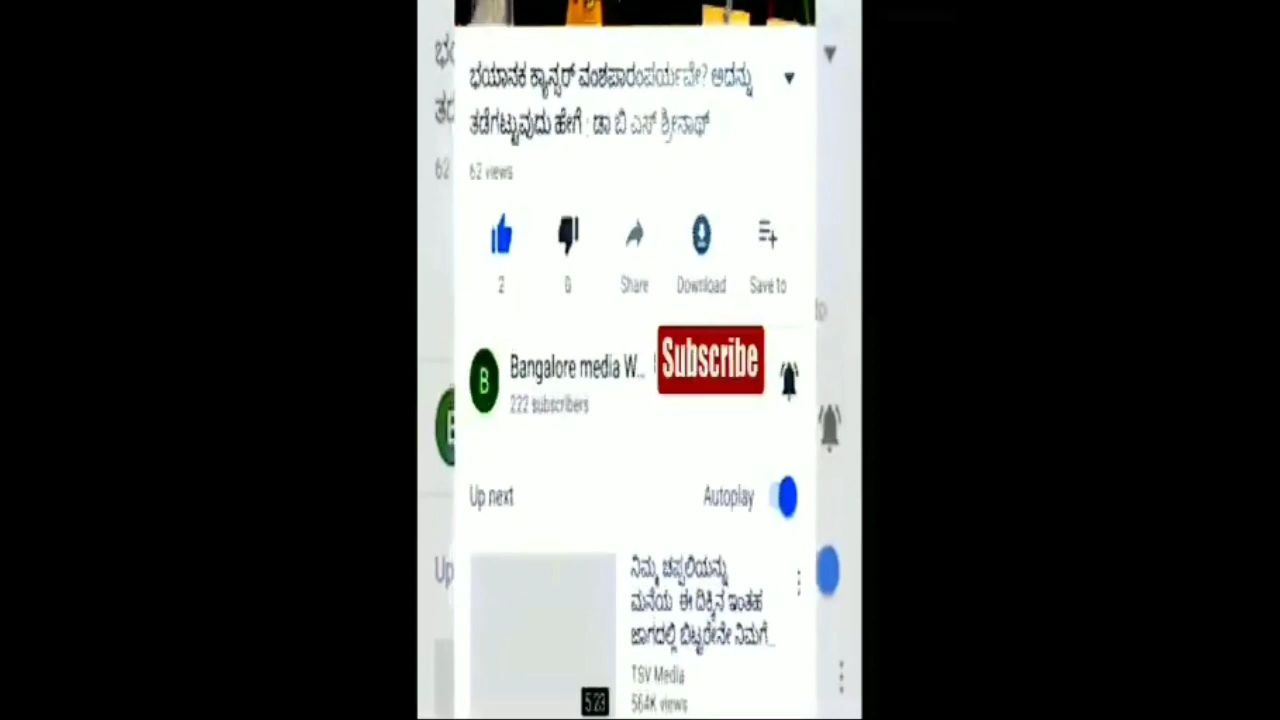 ಭಯಾನಕ ಕ್ಯಾನ್ಸರ್ ವಂಶಪಾರಂಪರ್ಯವೇ? ಅದನ್ನು
ತಡೆಗಟ್ಟುವುದು ಹೇಗೆ : ಡಾ ಬಿ ಎಸ್ ಶ್ರೀನಾಥ್
62 views
2 0 Share Download Save to
B Bangalore media W... Subscribe
222 subscribers
Up next Autoplay
ನಿಮ್ಮ ಚಪ್ಪಲಿಯನ್ನು
ಮನೆಯ ಈ ದಿಕ್ಕಿನ ಇಂತಹ
ಜಾಗದಲ್ಲಿ ಬಿಟ್ಟರೇನೇ ನಿಮಗೆ...
TSV Media
5:23 564K views